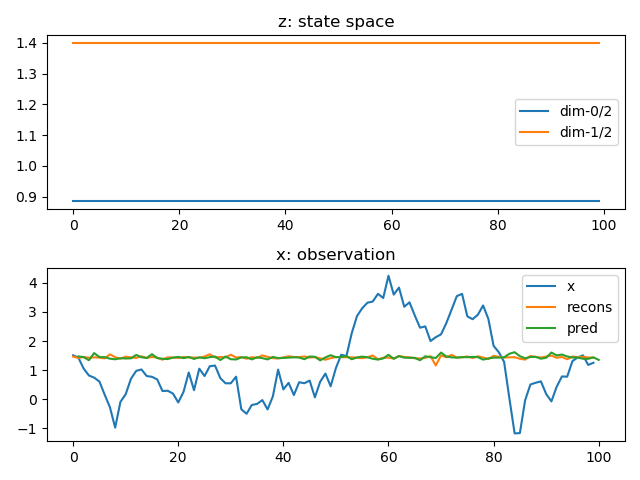 z: state space
1.4
1.3
1.2
1.1
1.0
0.9
dim-0/2
dim-1/2
0 20 40 60 80 100
x: observation
4
3
2
1
0
−1
x
recons
pred
0 20 40 60 80 100